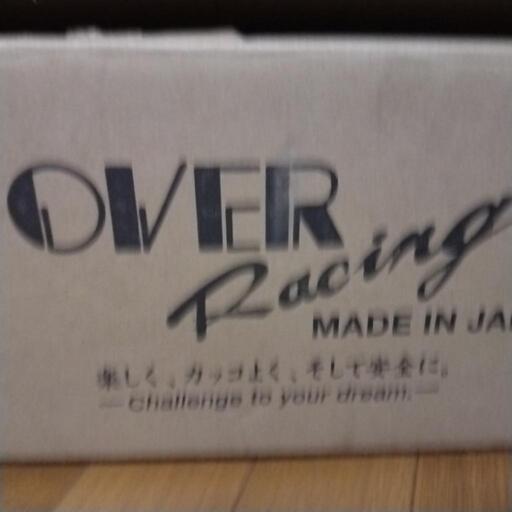 OVER
Racing
MADE IN JA
楽しく、カッコよく、そして安全に。
— Challenge to your dream. —